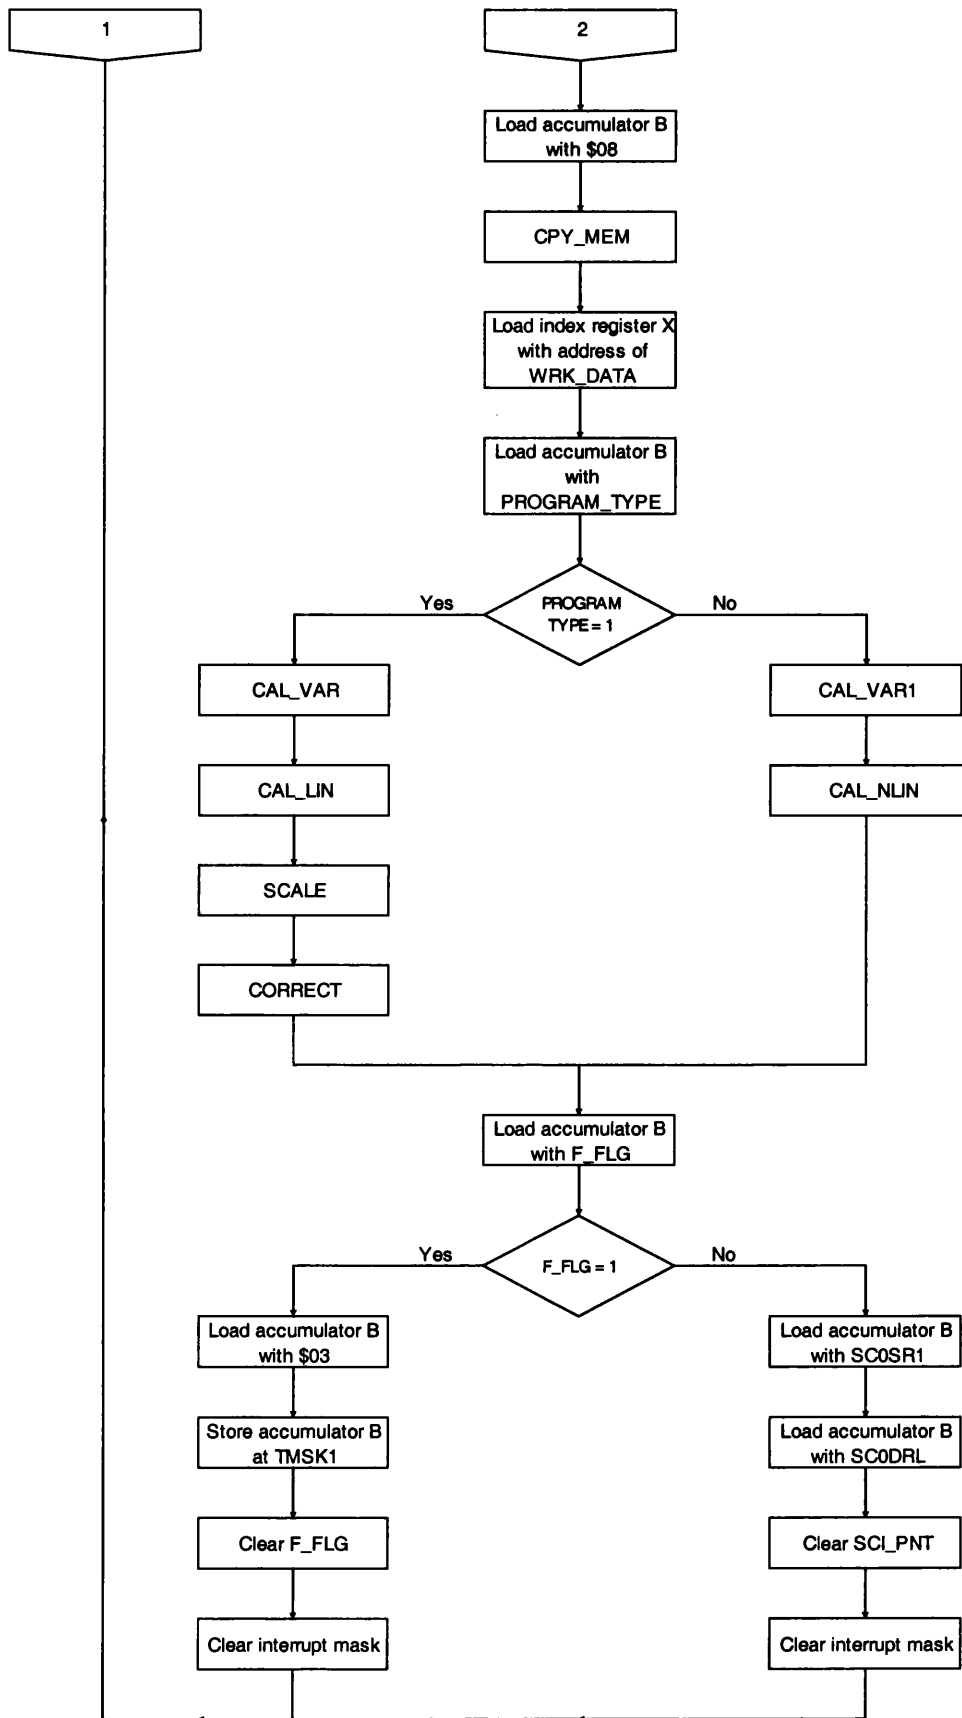 1
2
Load accumulator B
with $08
CPY_MEM
Load index register X
with address of
WRK_DATA
Load accumulator B
with
PROGRAM_TYPE
Yes
PROGRAM
TYPE = 1
No
CAL_VAR
CAL_VAR1
CAL_LIN
CAL_NLIN
SCALE
CORRECT
Load accumulator B
with F_FLG
Yes
F_FLG = 1
No
Load accumulator B
with $03
Load accumulator B
with SC0SR1
Store accumulator B
at TMSK1
Load accumulator B
with SC0DRL
Clear F_FLG
Clear SCI_PNT
Clear interrupt mask
Clear interrupt mask